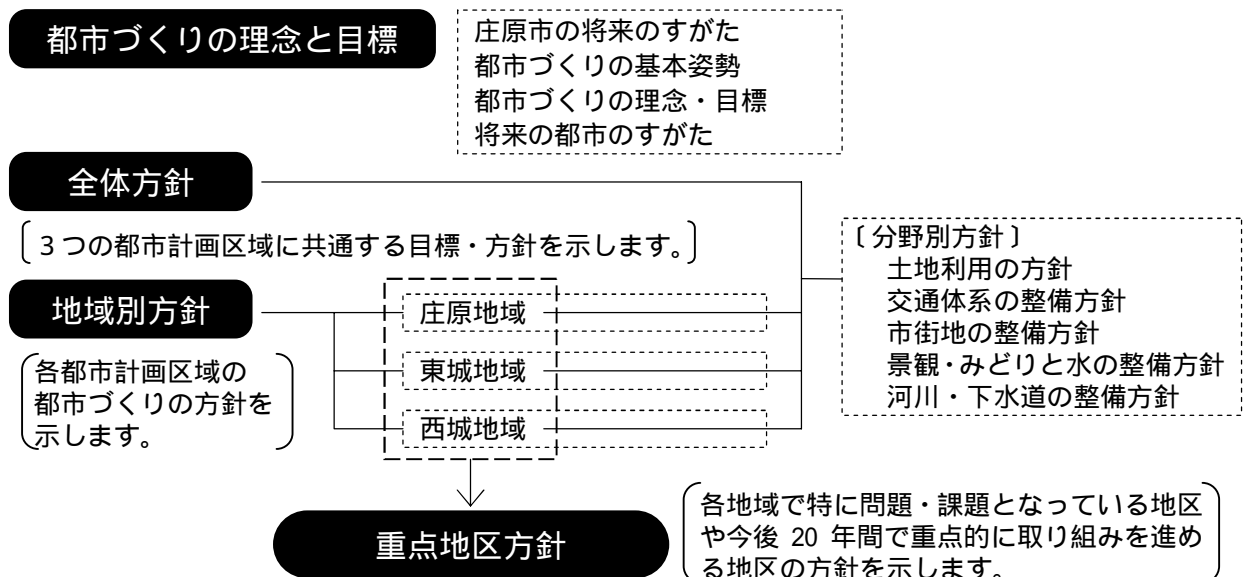 都市づくりの理念と目標
庄原市の将来のすがた
都市づくりの基本姿勢
都市づくりの理念・目標
将来の都市のすがた
全体方針
3つの都市計画区域に共通する目標・方針を示します。
〔分野別方針〕
土地利用の方針
交通体系の整備方針
市街地の整備方針
景観・みどりと水の整備方針
河川・下水道の整備方針
地域別方針
各都市計画区域の
都市づくりの方針を
示します。
庄原地域
東城地域
西城地域
重点地区方針
各地域で特に問題・課題となっている地区
や今後 20 年間で重点的に取り組みを進め
る地区の方針を示します。